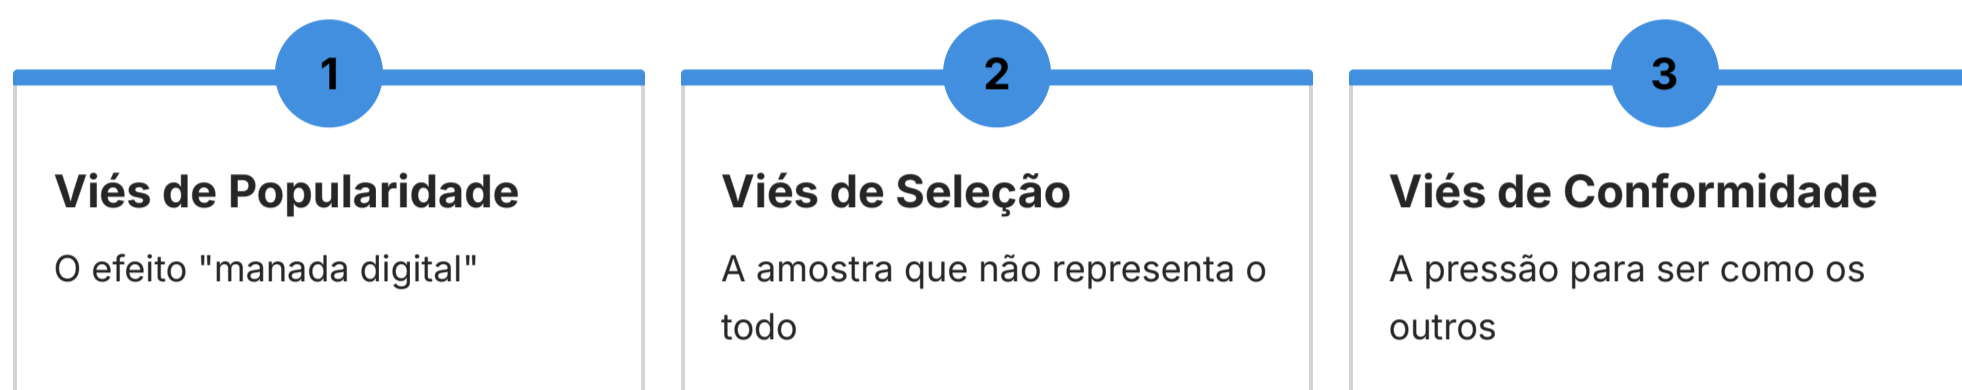 1
Viés de Popularidade
O efeito "manada digital"
2
Viés de Seleção
A amostra que não representa o
todo
3
Viés de Conformidade
A pressão para ser como os
outros